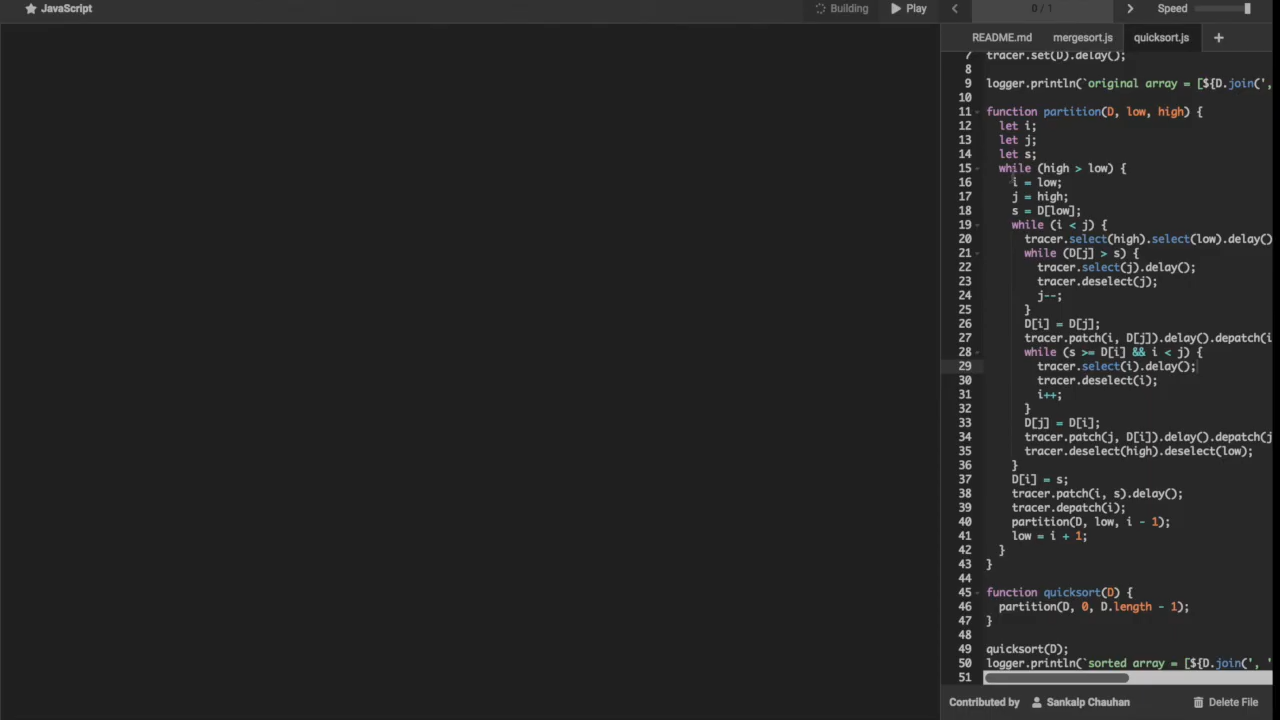 JavaScript
Building
Play
0 / 1
Speed
README.md
mergesort.js
quicksort.js
+
7 tracer.set(D).delay();
8
9 logger.println(`original array = [${D.join(',
10
11 function partition(D, low, high) {
12 let i;
13 let j;
14 let s;
15 while (high > low) {
16 i = low;
17 j = high;
18 s = D[low];
19 while (i < j) {
20 tracer.select(high).select(low).delay()
21 while (D[j] > s) {
22 tracer.select(j).delay();
23 tracer.deselect(j);
24 j--;
25 }
26 D[i] = D[j];
27 tracer.patch(i, D[j]).delay().depatch(i
28 while (s >= D[i] && i < j) {
29 tracer.select(i).delay();
30 tracer.deselect(i);
31 i++;
32 }
33 D[j] = D[i];
34 tracer.patch(j, D[i]).delay().depatch(j
35 tracer.deselect(high).deselect(low);
36 }
37 D[i] = s;
38 tracer.patch(i, s).delay();
39 tracer.depatch(i);
40 partition(D, low, i - 1);
41 low = i + 1;
42 }
43 }
44
45 function quicksort(D) {
46 partition(D, 0, D.length - 1);
47 }
48
49 quicksort(D);
50 logger.println(`sorted array = [${D.join(', '
51
Contributed by Sankalp Chauhan
Delete File